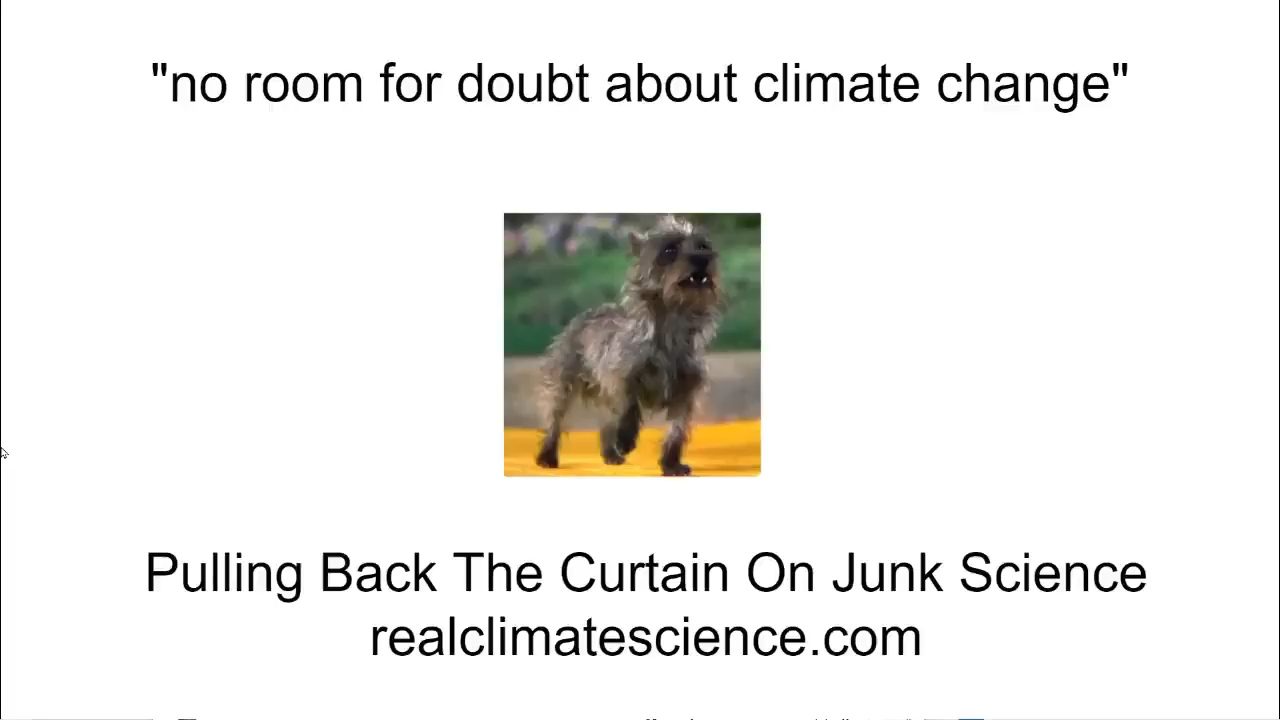 "no room for doubt about climate change"
Pulling Back The Curtain On Junk Science
realclimatescience.com